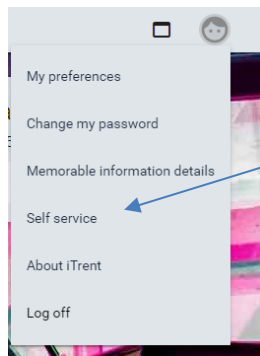 My preferences
Change my password
Memorable information details
Self service
About iTrent
Log off